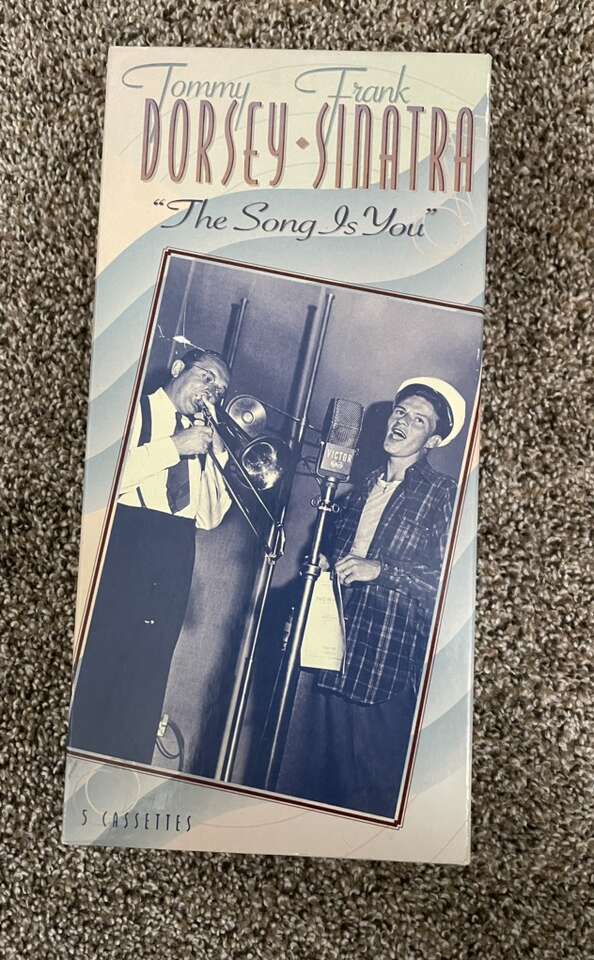 Tommy Frank
DORSEY • SINATRA
"The Song Is You"
VICTOR
5 CASSETTES